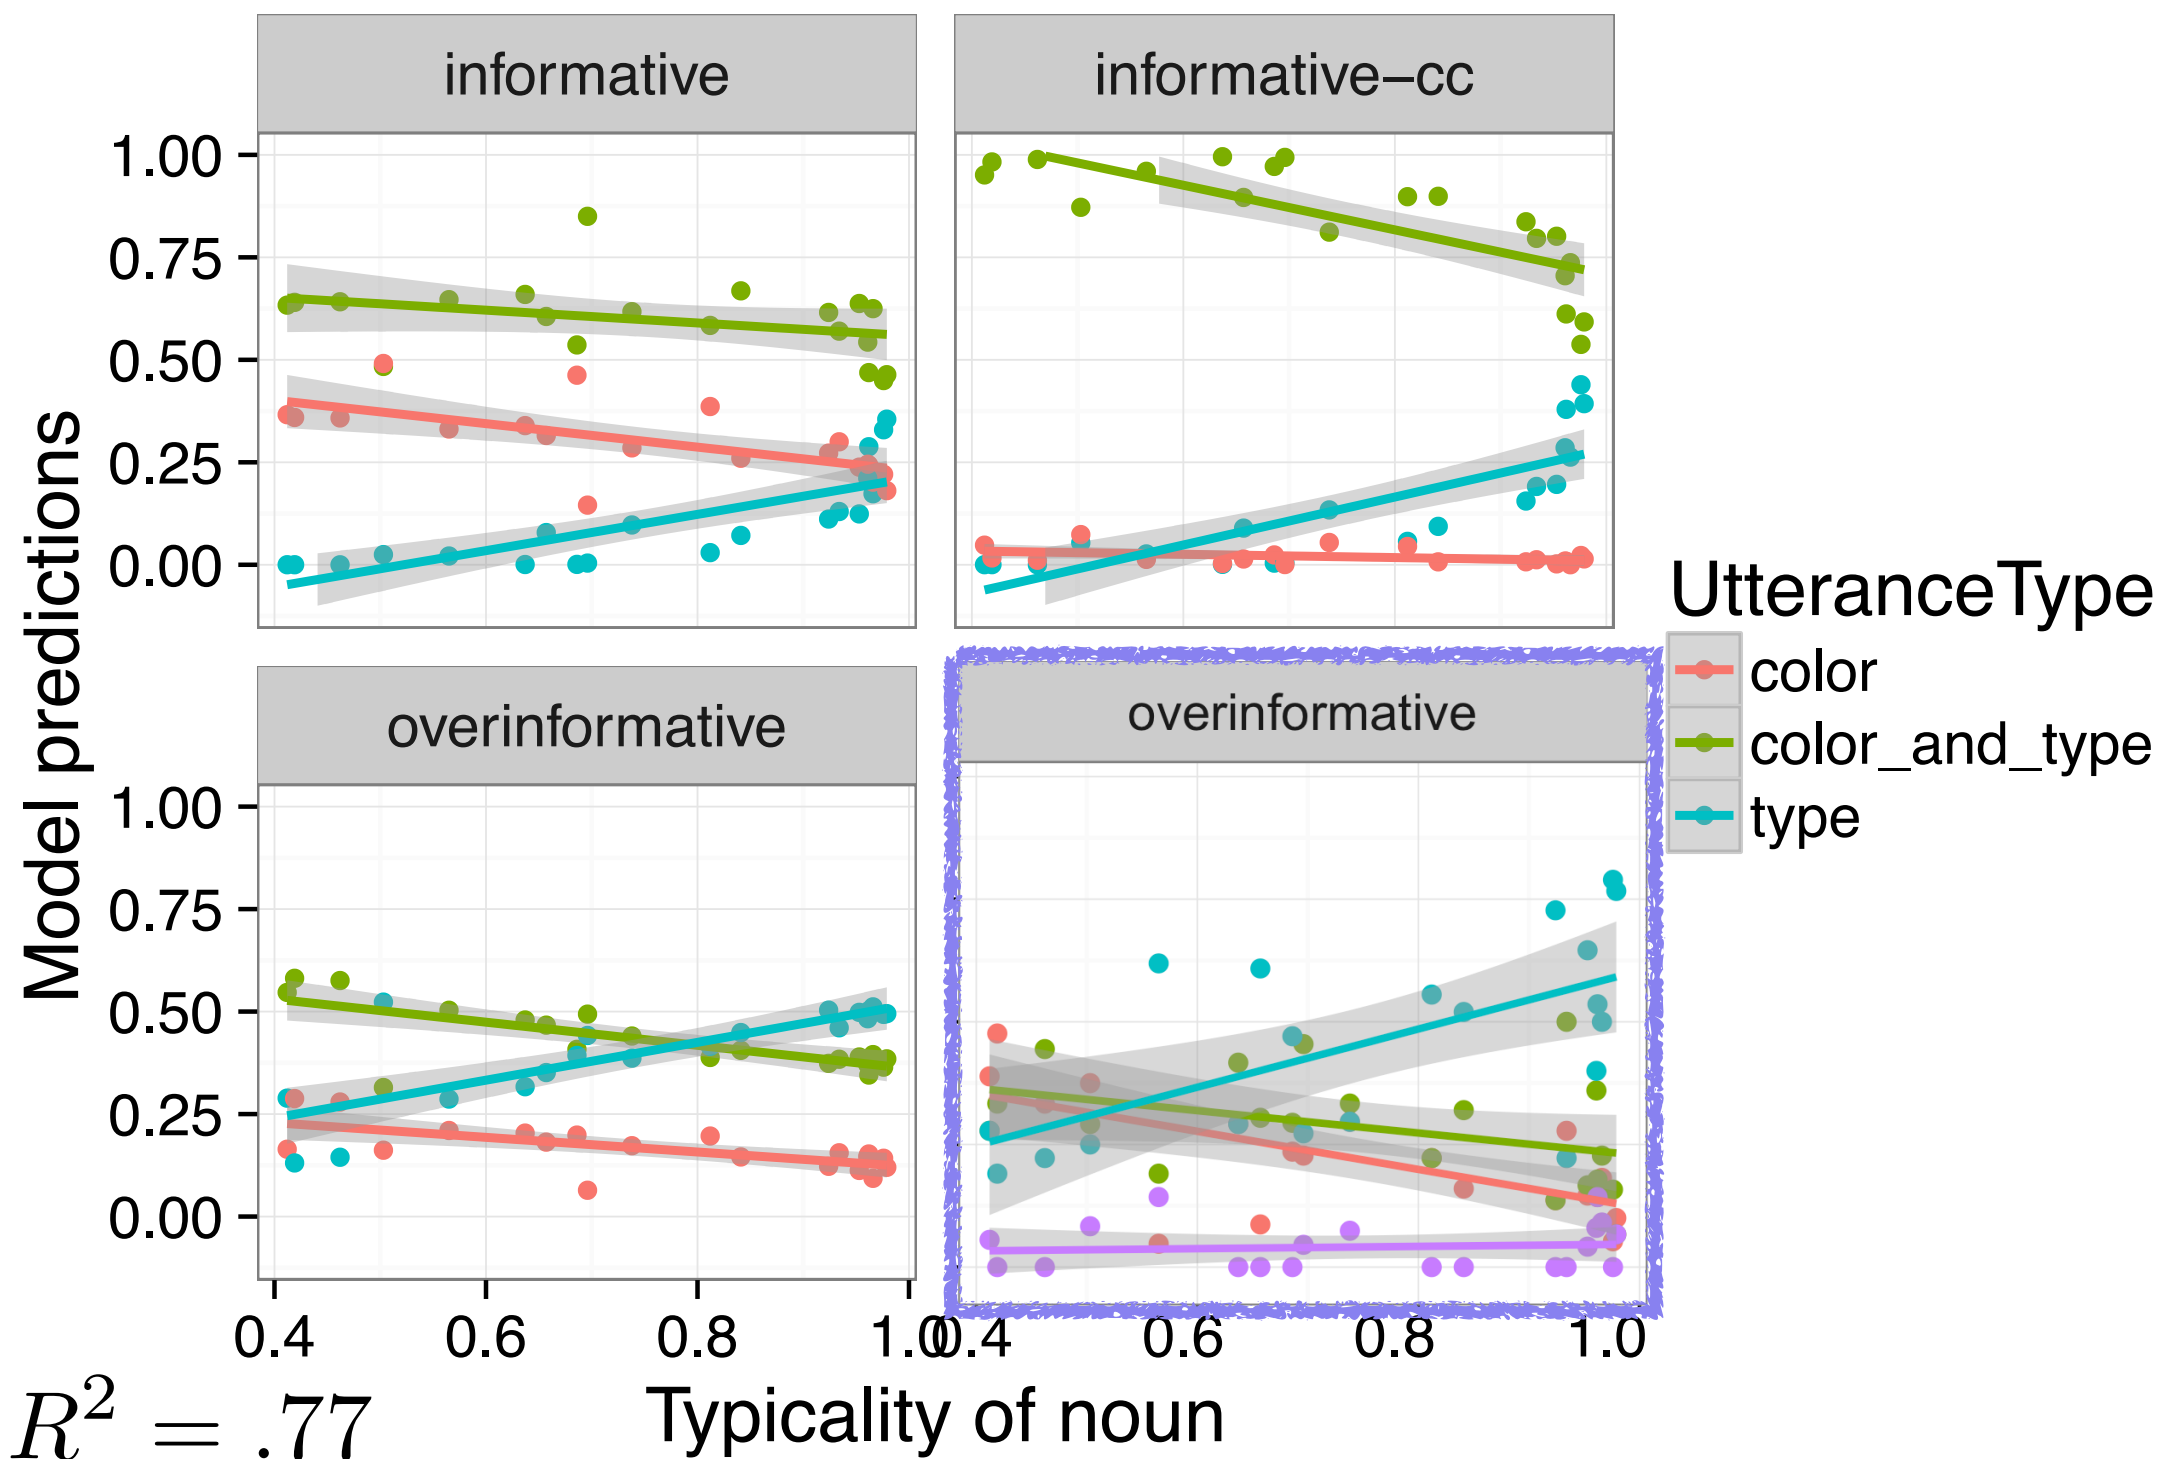 informative
informative−cc
1.00
0.75
0.50
0.25
0.00
Model predictions
overinformative
overinformative
1.00
0.75
0.50
0.25
0.00
0.4
0.6
0.8
1.0
0.4
0.6
0.8
1.0
Typicality of noun
UtteranceType
color
color_and_type
type
R² = .77